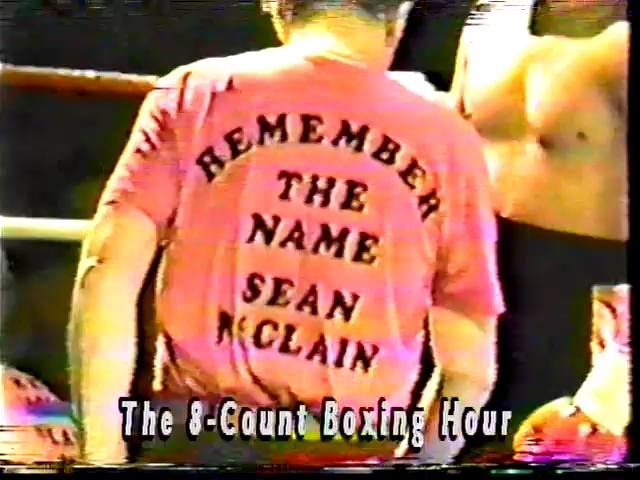 REMEMBER
THE
NAME
SEAN
McCLAIN
The 8-Count Boxing Hour